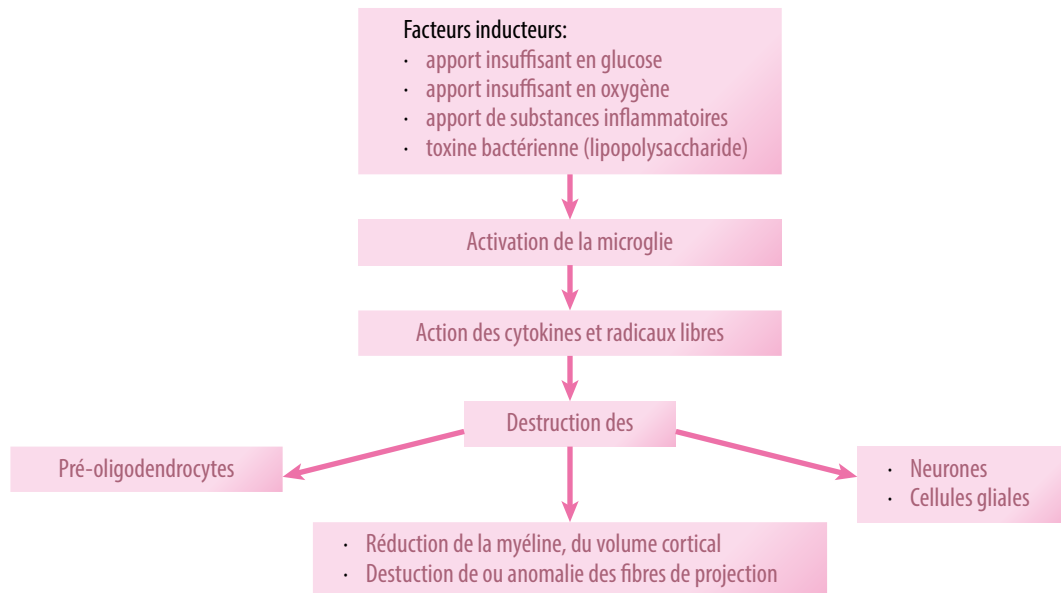 Facteurs inducteurs:
· apport insuffisant en glucose
· apport insuffisant en oxygène
· apport de substances inflammatoires
· toxine bactérienne (lipopolysaccharide)
Activation de la microglie
Action des cytokines et radicaux libres
Destruction des
Pré-oligodendrocytes
· Neurones
· Cellules gliales
· Réduction de la myéline, du volume cortical
· Destuction de ou anomalie des fibres de projection